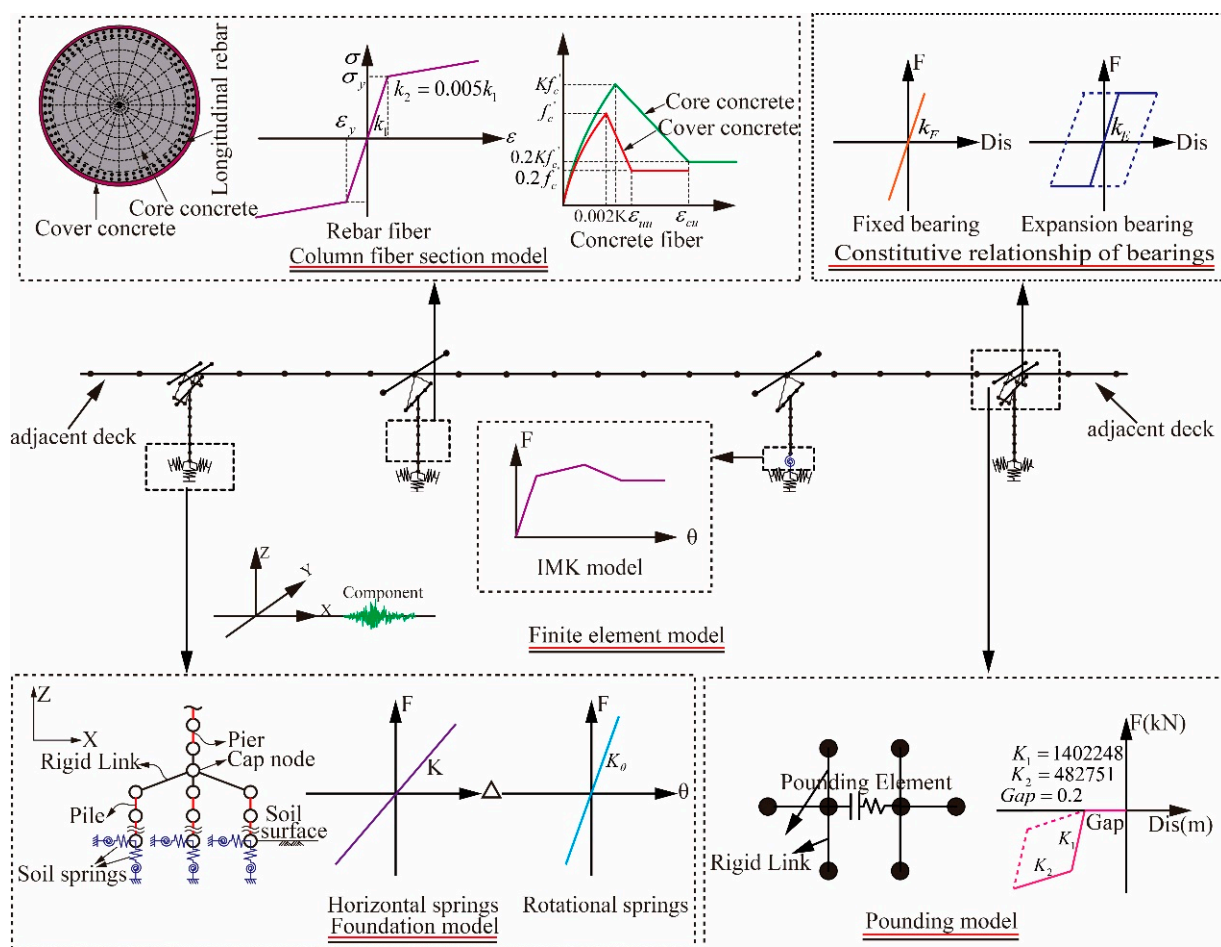 Longitudinal rebar
Core concrete
Cover concrete
σ
σy
k2 = 0.005k1
εy
k1
ε
Rebar fiber
Kfc'
fc'
0.2Kfc'
0.2fc'
Core concrete
Cover concrete
0.002K
εuu
εcu
Concrete fiber
Column fiber section model
F
kF
Dis
Fixed bearing
F
kE
Dis
Expansion bearing
Constitutive relationship of bearings
adjacent deck
adjacent deck
F
θ
IMK model
Z
Y
X
Component
Finite element model
Z
X
Pier
Rigid Link
Cap node
Pile
Soil
surface
Soil springs
F
K
△
Horizontal springs
F
Kθ
θ
Rotational springs
Foundation model
Pounding Element
Rigid Link
F(kN)
K1 = 1402248
K2 = 482751
Gap = 0.2
Gap
Dis(m)
K1
K2
Pounding model